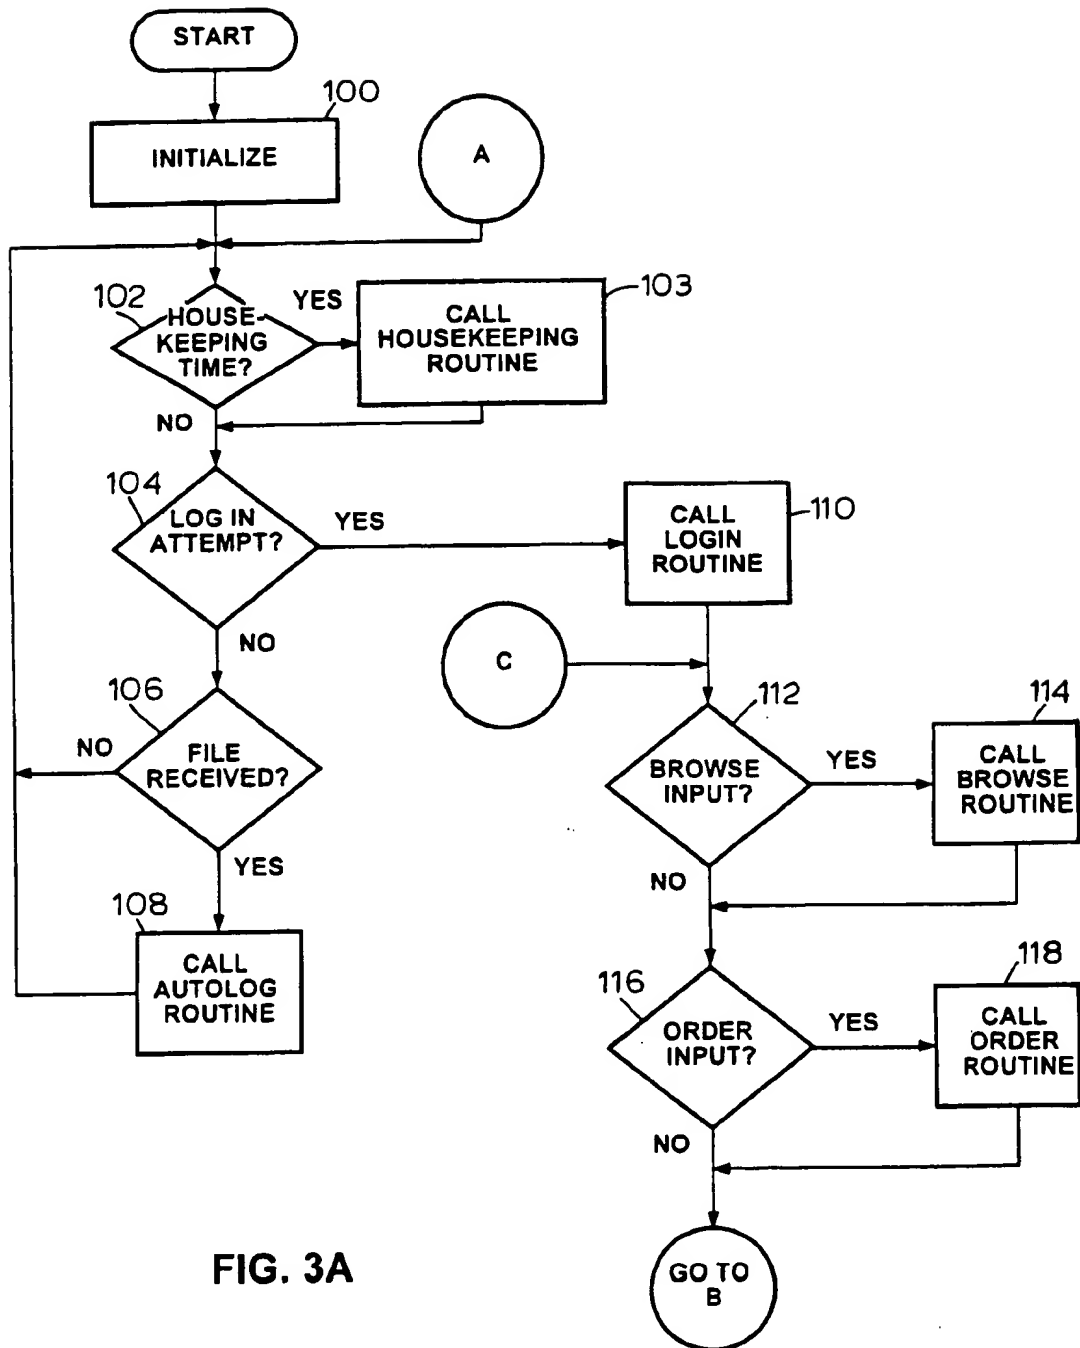 START
100
INITIALIZE
A
102
HOUSE
KEEPING
TIME?
YES
103
CALL
HOUSEKEEPING
ROUTINE
NO
104
LOG IN
ATTEMPT?
YES
110
CALL
LOGIN
ROUTINE
NO
C
106
FILE
RECEIVED?
NO
YES
112
BROWSE
INPUT?
YES
114
CALL
BROWSE
ROUTINE
NO
108
CALL
AUTOLOG
ROUTINE
116
ORDER
INPUT?
YES
118
CALL
ORDER
ROUTINE
NO
GO TO
B
FIG. 3A